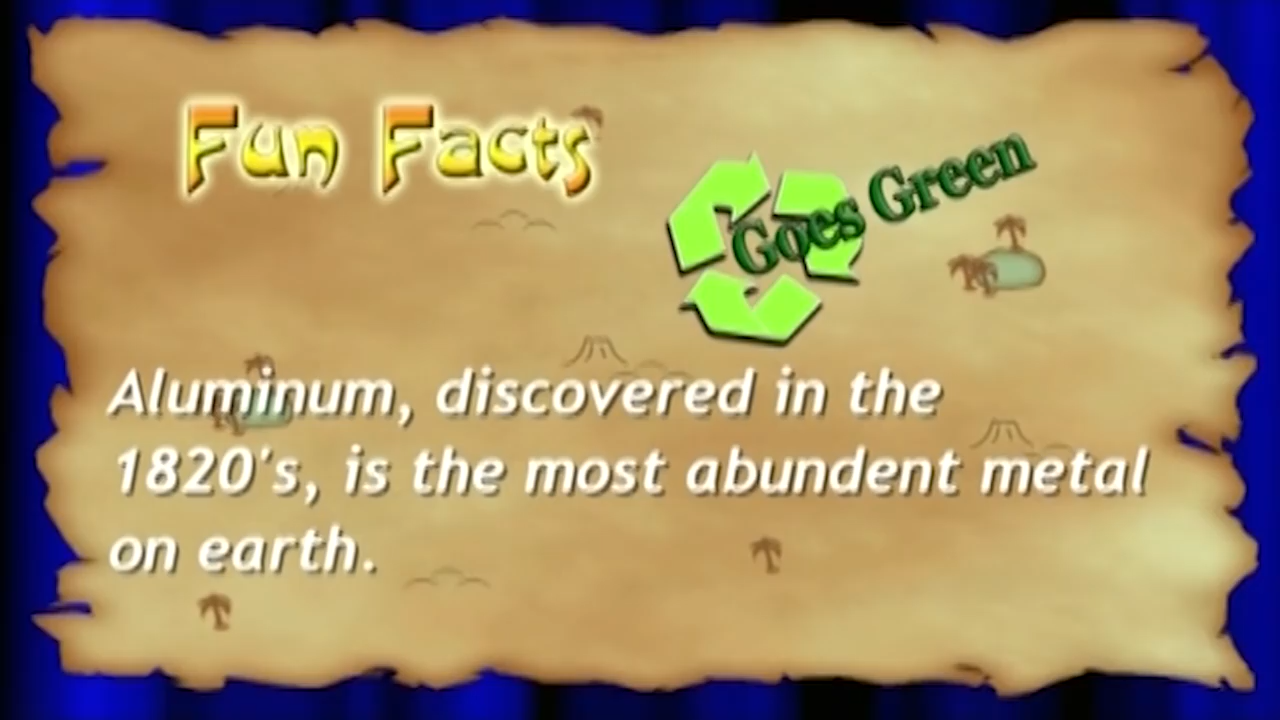 Fun Facts
Goes Green
Aluminum, discovered in the
1820's, is the most abundent metal
on earth.